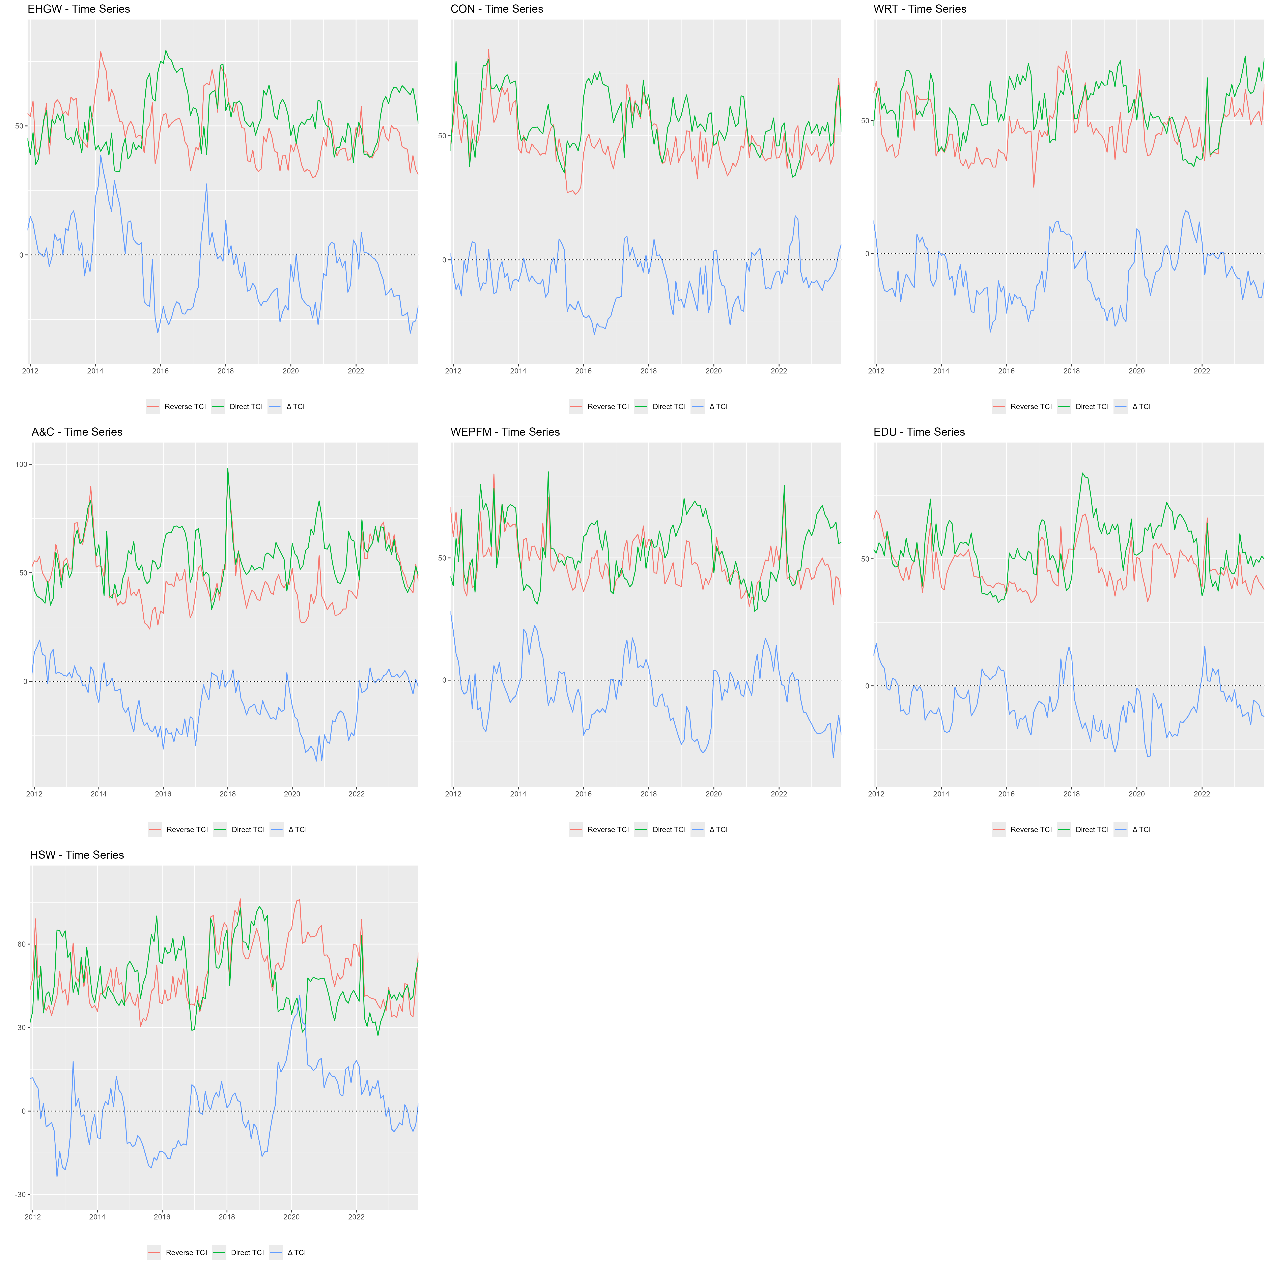 EHGW - Time Series
CON - Time Series
WRT - Time Series
50
0
2012 2014 2016 2018 2020 2022
50
0
2012 2014 2016 2018 2020 2022
50
0
2012 2014 2016 2018 2020 2022
Reverse TCI Direct TCI Δ TCI
Reverse TCI Direct TCI Δ TCI
Reverse TCI Direct TCI Δ TCI
A&C - Time Series
WEPFM - Time Series
EDU - Time Series
100
50
0
2012 2014 2016 2018 2020 2022
50
0
2012 2014 2016 2018 2020 2022
50
0
2012 2014 2016 2018 2020 2022
Reverse TCI Direct TCI Δ TCI
Reverse TCI Direct TCI Δ TCI
Reverse TCI Direct TCI Δ TCI
HSW - Time Series
60
30
0
-30
2012 2014 2016 2018 2020 2022
Reverse TCI Direct TCI Δ TCI